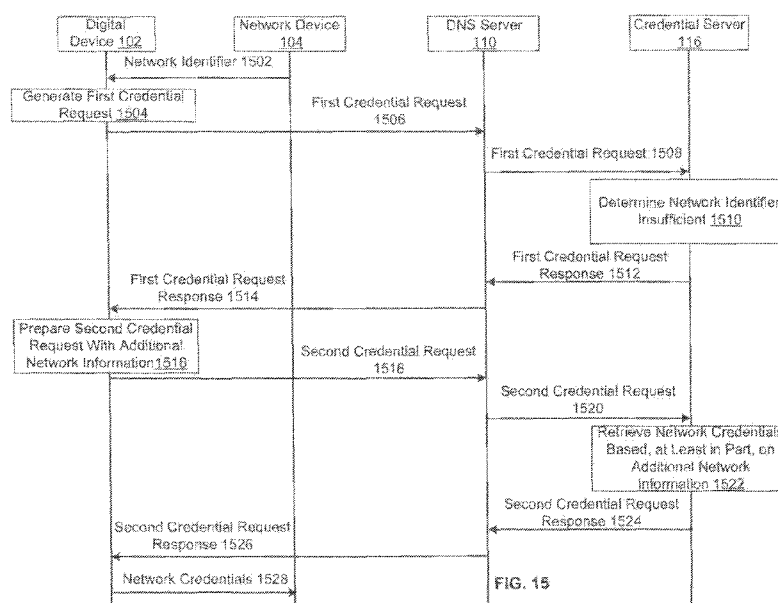 Digital
Device 102
Network Device
104
DNS Server
110
Credential Server
116
Network Identifier 1502
Generate First Credential
Request 1504
First Credential Request
1506
First Credential Request 1508
Determine Network Identifier
Insufficient 1510
First Credential Request
Response 1512
First Credential Request
Response 1514
Prepare Second Credential
Request With Additional
Network Information 1516
Second Credential Request
1518
Second Credential Request
1520
Retrieve Network Credentials
Based, at Least in Part, on
Additional Network
Information 1522
Second Credential Request
Response 1524
Second Credential Request
Response 1526
Network Credentials 1528
FIG. 15